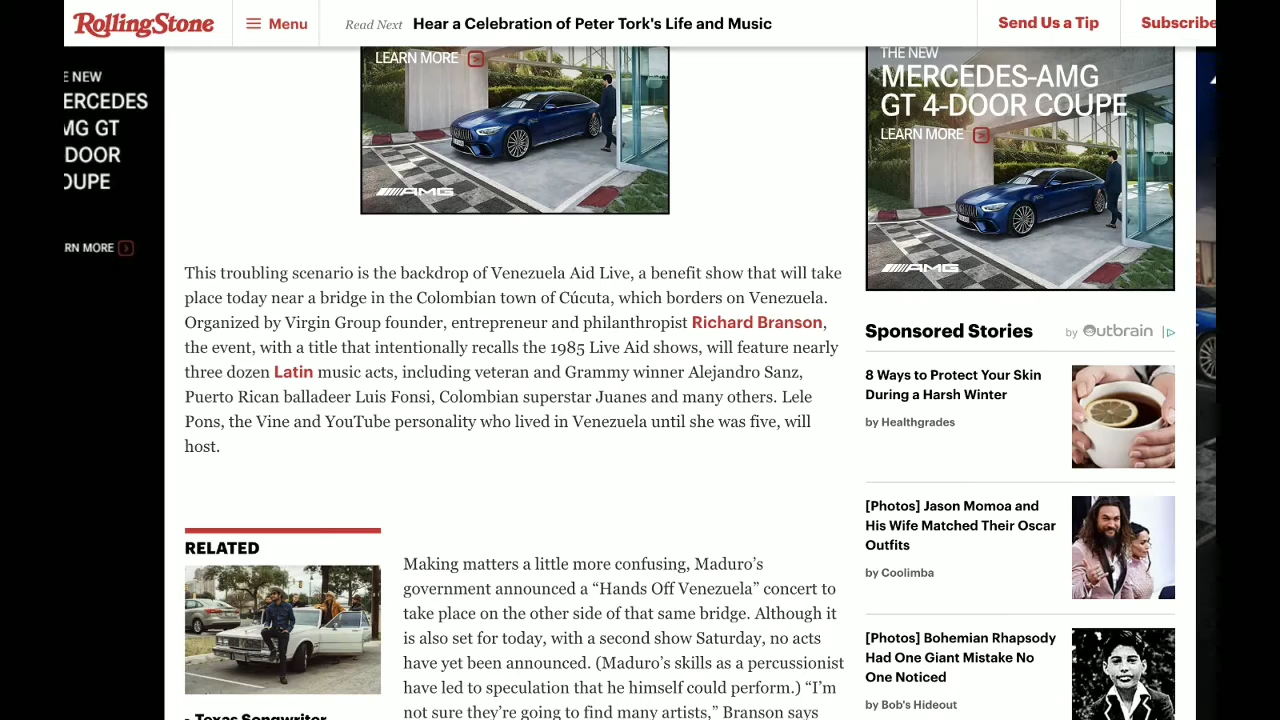 RollingStone
Menu
Read Next Hear a Celebration of Peter Tork's Life and Music
Send Us a Tip
Subscribe
E NEW
ERCEDES
MG GT
DOOR
OUPE
RN MORE
LEARN MORE
AMG
THE NEW
MERCEDES-AMG
GT 4-DOOR COUPE
LEARN MORE
AMG
This troubling scenario is the backdrop of Venezuela Aid Live, a benefit show that will take
place today near a bridge in the Colombian town of Cúcuta, which borders on Venezuela.
Organized by Virgin Group founder, entrepreneur and philanthropist Richard Branson,
the event, with a title that intentionally recalls the 1985 Live Aid shows, will feature nearly
three dozen Latin music acts, including veteran and Grammy winner Alejandro Sanz,
Puerto Rican balladeer Luis Fonsi, Colombian superstar Juanes and many others. Lele
Pons, the Vine and YouTube personality who lived in Venezuela until she was five, will
host.
RELATED
- Texas Songwriter
Making matters a little more confusing, Maduro’s
government announced a “Hands Off Venezuela” concert to
take place on the other side of that same bridge. Although it
is also set for today, with a second show Saturday, no acts
have yet been announced. (Maduro’s skills as a percussionist
have led to speculation that he himself could perform.) “I’m
not sure they’re going to find many artists,” Branson says
Sponsored Stories
by Outbrain
8 Ways to Protect Your Skin
During a Harsh Winter
by Healthgrades
[Photos] Jason Momoa and
His Wife Matched Their Oscar
Outfits
by Coolimba
[Photos] Bohemian Rhapsody
Had One Giant Mistake No
One Noticed
by Bob's Hideout